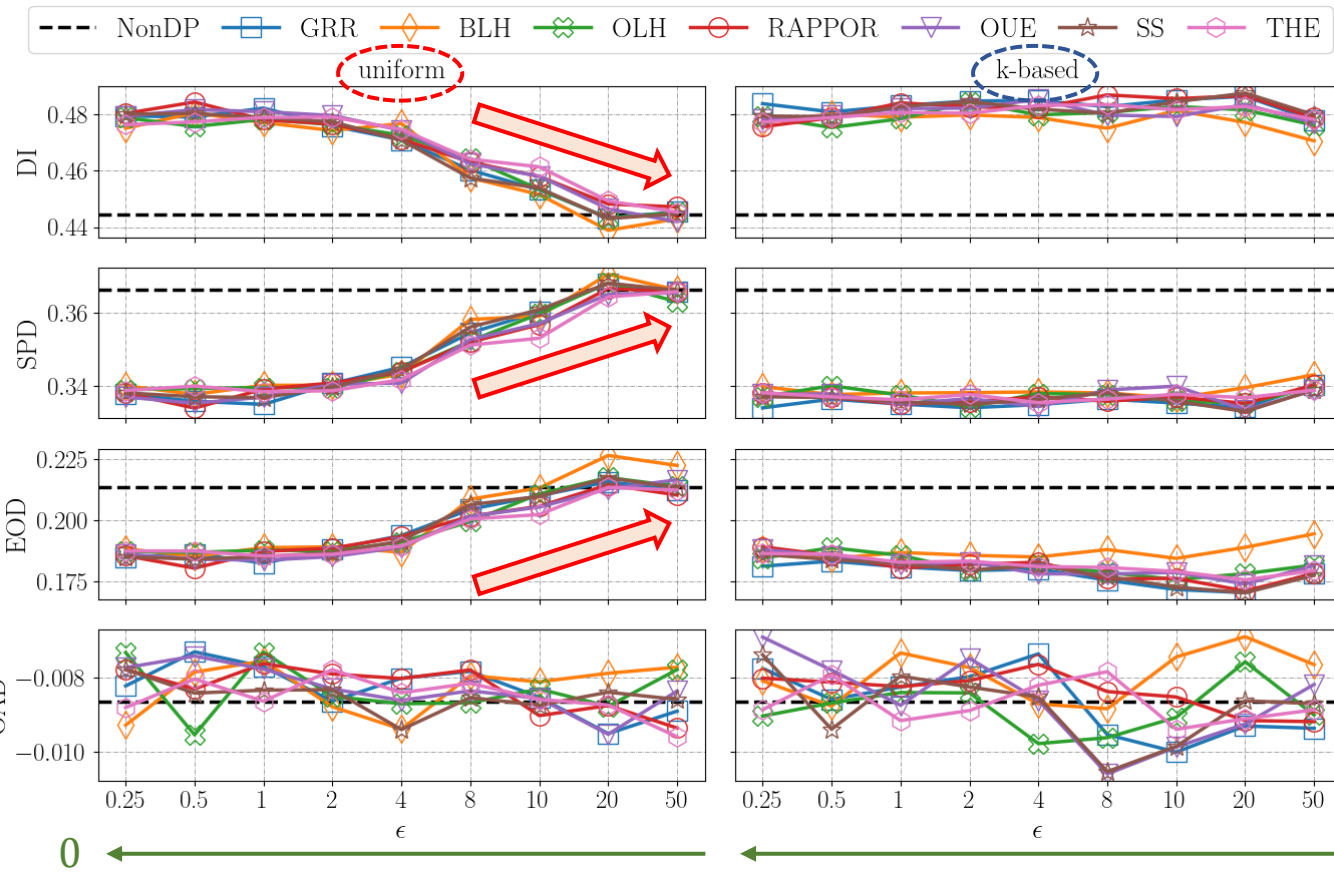 NonDP GRR BLH OLH RAPPOR OUE SS THE
uniform k-based
DI
0.48
0.46
0.44
SPD
0.36
0.34
EOD
0.225
0.200
0.175
−0.008
−0.010
0.25 0.5 1 2 4 8 10 20 50
0.25 0.5 1 2 4 8 10 20 50
ϵ ϵ
0